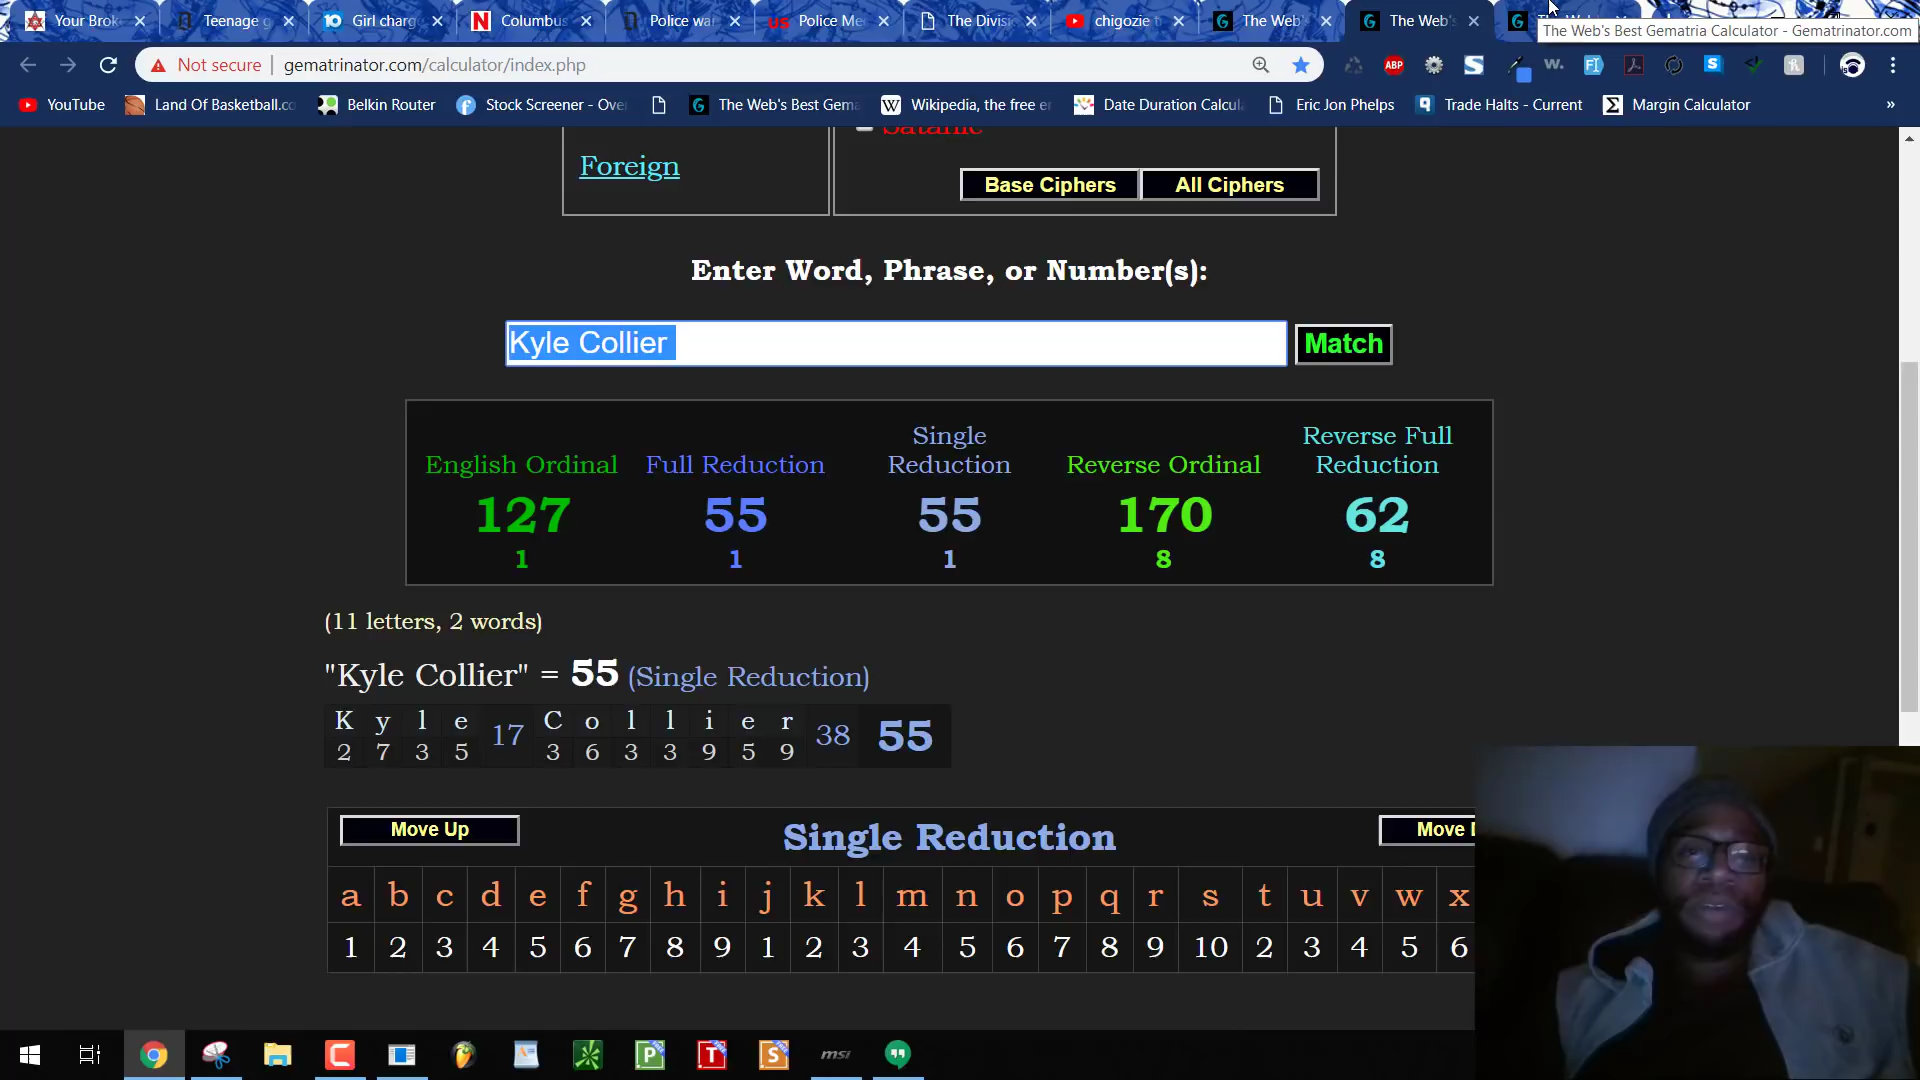 Your Brok
Teenage g
Girl charg
Columbus
Police wa
US Police Me
The Divisi
chigozie t
The Web'
The Web's
The Web's Best Gematria Calculator - Gematrinator.com
Not secure | gematrinator.com/calculator/index.php
YouTube
Land Of Basketball.co
Belkin Router
Stock Screener - Over
The Web's Best Gema
Wikipedia, the free e
Date Duration Calcul
Eric Jon Phelps
Trade Halts - Current
Margin Calculator
»
Satanic
Foreign
Base Ciphers
All Ciphers
Enter Word, Phrase, or Number(s):
Kyle Collier
Match
English Ordinal
127
1
Full Reduction
55
1
Single
Reduction
55
1
Reverse Ordinal
170
8
Reverse Full
Reduction
62
8
(11 letters, 2 words)
"Kyle Collier" = 55 (Single Reduction)
K y l e 17 C o l l i e r 38 55
2 7 3 5 3 6 3 3 9 5 9
Move Up
Single Reduction
Move
a b c d e f g h i j k l m n o p q r s t u v w x
1 2 3 4 5 6 7 8 9 1 2 3 4 5 6 7 8 9 10 2 3 4 5 6
P T S msi